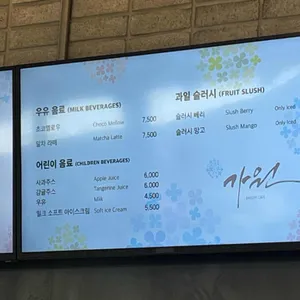 우유 음료 (MILK BEVERAGES)
초코멜로우 Choco Mellow 7,500
말차 라떼 Matcha Latte 7,500
어린이 음료 (CHILDREN BEVERAGES)
사과주스 Apple Juice 6,000
감귤주스 Tangerine Juice 6,000
우유 Milk 4,500
밀크 소프트 아이스크림 Soft Ice Cream 5,500
과일 슬러시 (FRUIT SLUSH)
슬러시 베리 Slush Berry Only Iced
슬러시 망고 Slush Mango Only Iced
자원